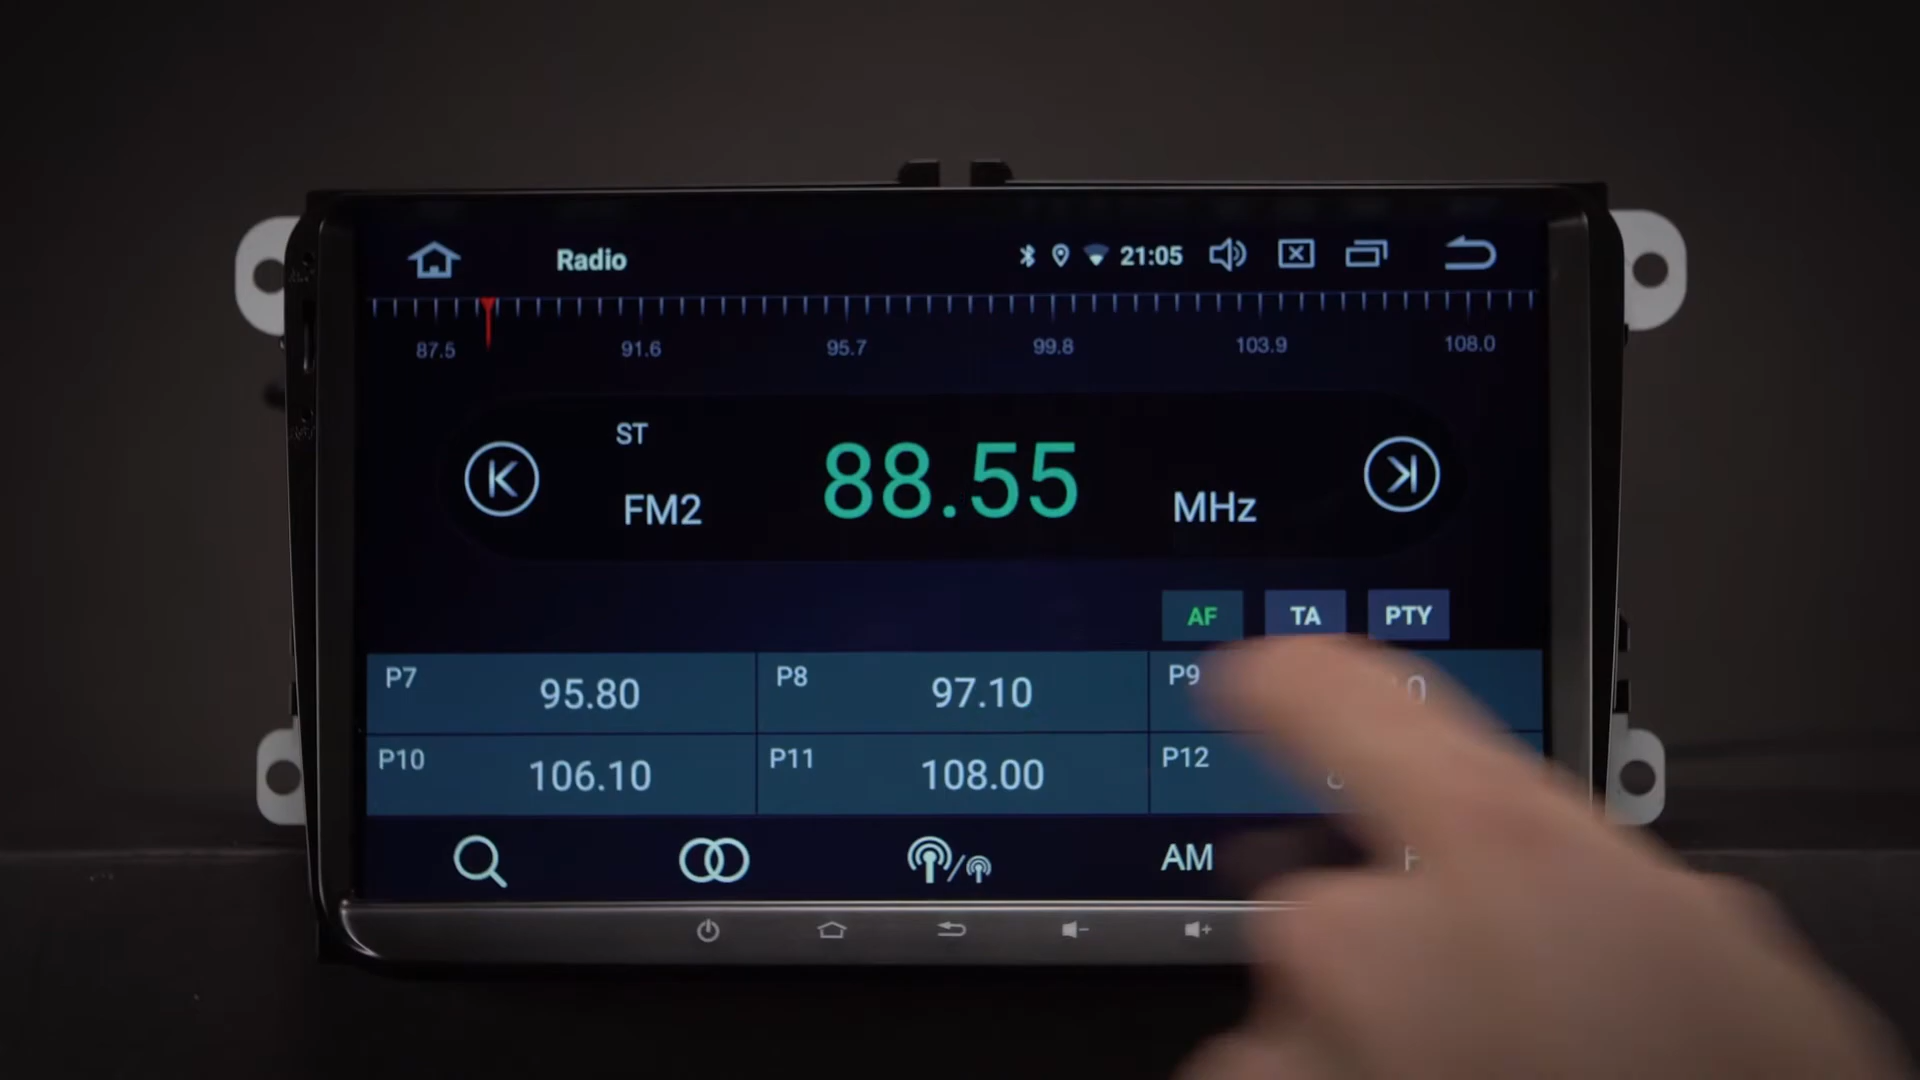 Radio 21:05
87.5 91.6 95.7 99.8 103.9 108.0
ST
FM2 88.55 MHz
AF TA PTY
P7 95.80 P8 97.10 P9
P10 106.10 P11 108.00 P12
AM